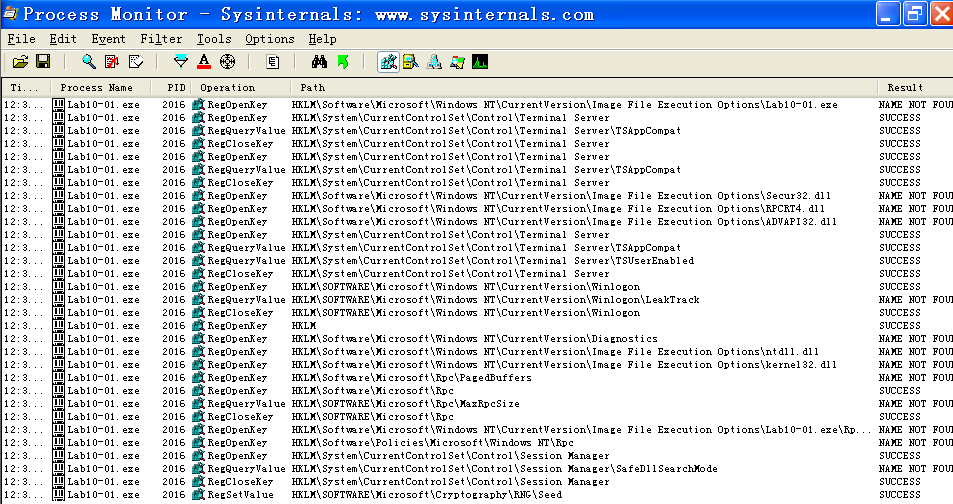 Process Monitor - Sysinternals: www.sysinternals.com
File Edit Event Filter Tools Options Help
Ti... Process Name PID Operation Path Result
12:3... Lab10-01.exe 2016 RegOpenKey HKLM\Software\Microsoft\Windows NT\CurrentVersion\Image File Execution Options\Lab10-01.exe NAME NOT FOU
12:3... Lab10-01.exe 2016 RegOpenKey HKLM\System\CurrentControlSet\Control\Terminal Server SUCCESS
12:3... Lab10-01.exe 2016 RegQueryValue HKLM\System\CurrentControlSet\Control\Terminal Server\TSAppCompat SUCCESS
12:3... Lab10-01.exe 2016 RegCloseKey HKLM\System\CurrentControlSet\Control\Terminal Server SUCCESS
12:3... Lab10-01.exe 2016 RegOpenKey HKLM\System\CurrentControlSet\Control\Terminal Server SUCCESS
12:3... Lab10-01.exe 2016 RegQueryValue HKLM\System\CurrentControlSet\Control\Terminal Server\TSAppCompat SUCCESS
12:3... Lab10-01.exe 2016 RegCloseKey HKLM\System\CurrentControlSet\Control\Terminal Server SUCCESS
12:3... Lab10-01.exe 2016 RegOpenKey HKLM\Software\Microsoft\Windows NT\CurrentVersion\Image File Execution Options\Secur32.dll NAME NOT FOU
12:3... Lab10-01.exe 2016 RegOpenKey HKLM\Software\Microsoft\Windows NT\CurrentVersion\Image File Execution Options\RPCRT4.dll NAME NOT FOU
12:3... Lab10-01.exe 2016 RegOpenKey HKLM\Software\Microsoft\Windows NT\CurrentVersion\Image File Execution Options\ADVAPI32.dll NAME NOT FOU
12:3... Lab10-01.exe 2016 RegOpenKey HKLM\System\CurrentControlSet\Control\Terminal Server SUCCESS
12:3... Lab10-01.exe 2016 RegQueryValue HKLM\System\CurrentControlSet\Control\Terminal Server\TSAppCompat SUCCESS
12:3... Lab10-01.exe 2016 RegQueryValue HKLM\System\CurrentControlSet\Control\Terminal Server\TSUserEnabled SUCCESS
12:3... Lab10-01.exe 2016 RegCloseKey HKLM\System\CurrentControlSet\Control\Terminal Server SUCCESS
12:3... Lab10-01.exe 2016 RegOpenKey HKLM\SOFTWARE\Microsoft\Windows NT\CurrentVersion\Winlogon SUCCESS
12:3... Lab10-01.exe 2016 RegQueryValue HKLM\SOFTWARE\Microsoft\Windows NT\CurrentVersion\Winlogon\LeakTrack NAME NOT FOU
12:3... Lab10-01.exe 2016 RegCloseKey HKLM\SOFTWARE\Microsoft\Windows NT\CurrentVersion\Winlogon SUCCESS
12:3... Lab10-01.exe 2016 RegOpenKey HKLM SUCCESS
12:3... Lab10-01.exe 2016 RegOpenKey HKLM\Software\Microsoft\Windows NT\CurrentVersion\Diagnostics NAME NOT FOU
12:3... Lab10-01.exe 2016 RegOpenKey HKLM\Software\Microsoft\Windows NT\CurrentVersion\Image File Execution Options\ntdll.dll NAME NOT FOU
12:3... Lab10-01.exe 2016 RegOpenKey HKLM\Software\Microsoft\Windows NT\CurrentVersion\Image File Execution Options\kernel32.dll NAME NOT FOU
12:3... Lab10-01.exe 2016 RegOpenKey HKLM\Software\Microsoft\Rpc\PagedBuffers NAME NOT FOU
12:3... Lab10-01.exe 2016 RegOpenKey HKLM\Software\Microsoft\Rpc SUCCESS
12:3... Lab10-01.exe 2016 RegQueryValue HKLM\SOFTWARE\Microsoft\Rpc\MaxRpcSize NAME NOT FOU
12:3... Lab10-01.exe 2016 RegCloseKey HKLM\SOFTWARE\Microsoft\Rpc SUCCESS
12:3... Lab10-01.exe 2016 RegOpenKey HKLM\Software\Microsoft\Windows NT\CurrentVersion\Image File Execution Options\Lab10-01.exe\Rp... NAME NOT FOU
12:3... Lab10-01.exe 2016 RegOpenKey HKLM\Software\Policies\Microsoft\Windows NT\Rpc NAME NOT FOU
12:3... Lab10-01.exe 2016 RegOpenKey HKLM\System\CurrentControlSet\Control\Session Manager SUCCESS
12:3... Lab10-01.exe 2016 RegQueryValue HKLM\System\CurrentControlSet\Control\Session Manager\SafeDllSearchMode NAME NOT FOU
12:3... Lab10-01.exe 2016 RegCloseKey HKLM\System\CurrentControlSet\Control\Session Manager SUCCESS
12:3... Lab10-01.exe 2016 RegSetValue HKLM\SOFTWARE\Microsoft\Cryptography\RNG\Seed SUCCESS